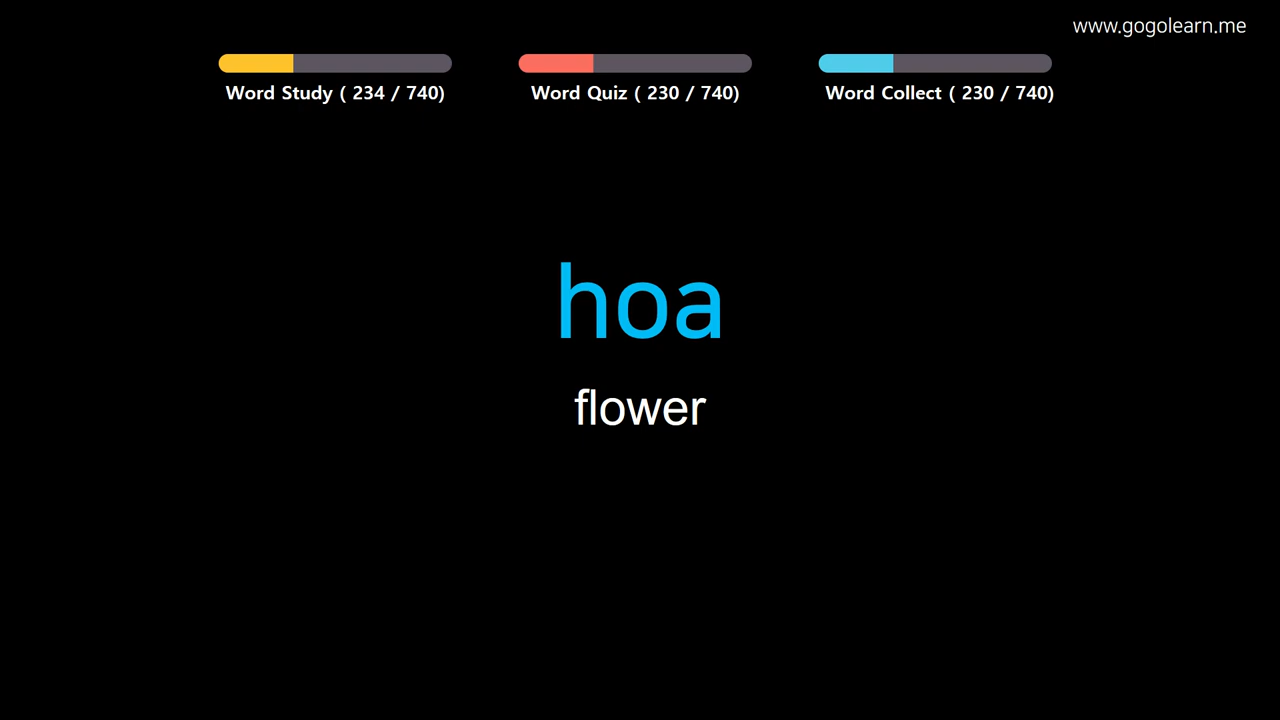 www.gogolearn.me
Word Study ( 234 / 740)
Word Quiz ( 230 / 740)
Word Collect ( 230 / 740)
hoa
flower